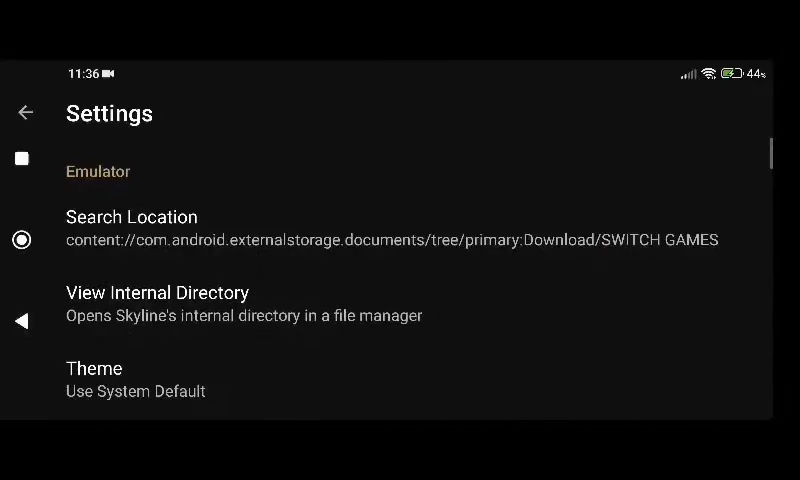 11:36
44%
Settings
Emulator
Search Location
content://com.android.externalstorage.documents/tree/primary:Download/SWITCH GAMES
View Internal Directory
Opens Skyline's internal directory in a file manager
Theme
Use System Default